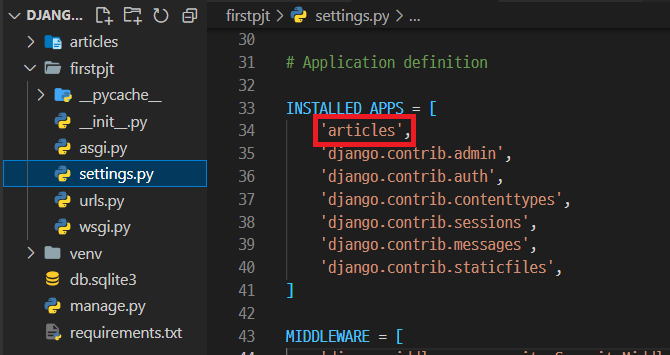 DJANG...
articles
firstpjt
__pycache__
__init__.py
asgi.py
settings.py
urls.py
wsgi.py
venv
db.sqlite3
manage.py
requirements.txt
firstpjt > settings.py > ...
30
31 # Application definition
32
33 INSTALLED_APPS = [
34 'articles',
35 'django.contrib.admin',
36 'django.contrib.auth',
37 'django.contrib.contenttypes',
38 'django.contrib.sessions',
39 'django.contrib.messages',
40 'django.contrib.staticfiles',
41 ]
42
43 MIDDLEWARE = [